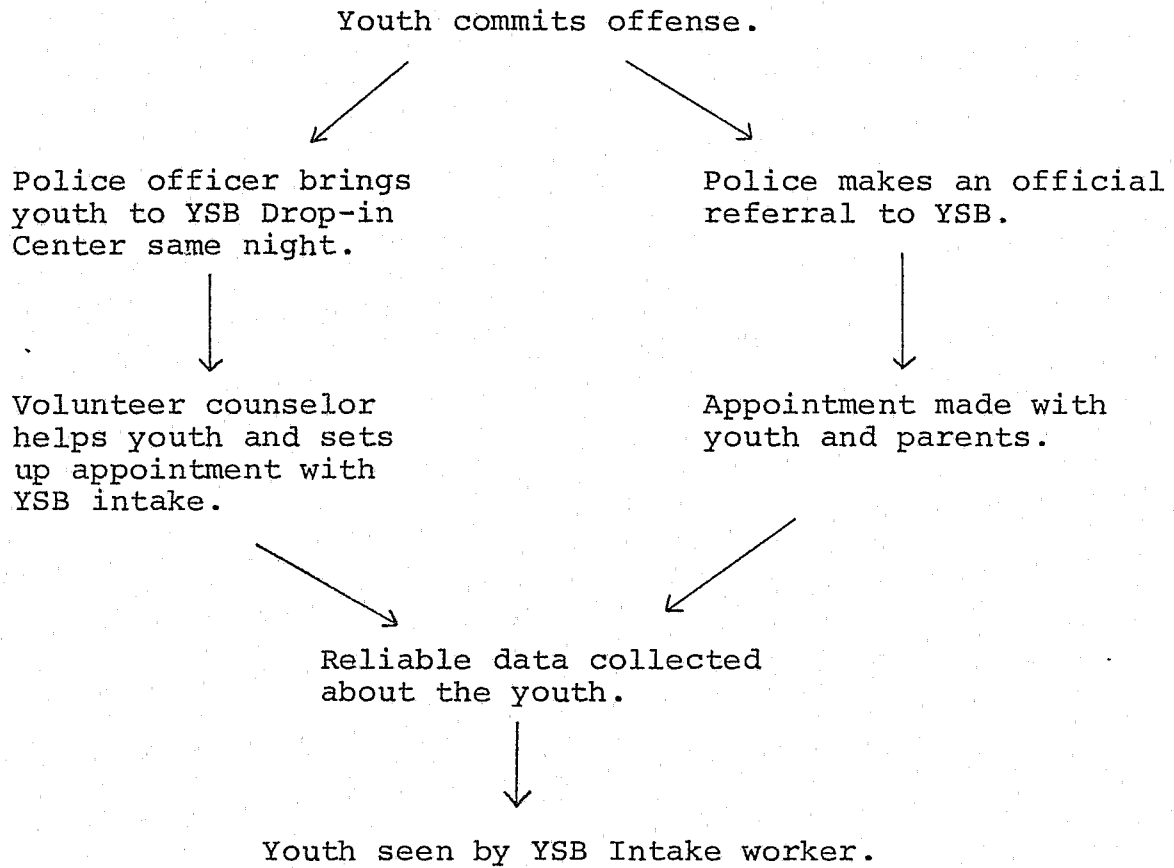 Youth commits offense.
Police officer brings
youth to YSB Drop-in
Center same night.
Police makes an official
referral to YSB.
Volunteer counselor
helps youth and sets
up appointment with
YSB intake.
Appointment made with
youth and parents.
Reliable data collected
about the youth.
Youth seen by YSB Intake worker.